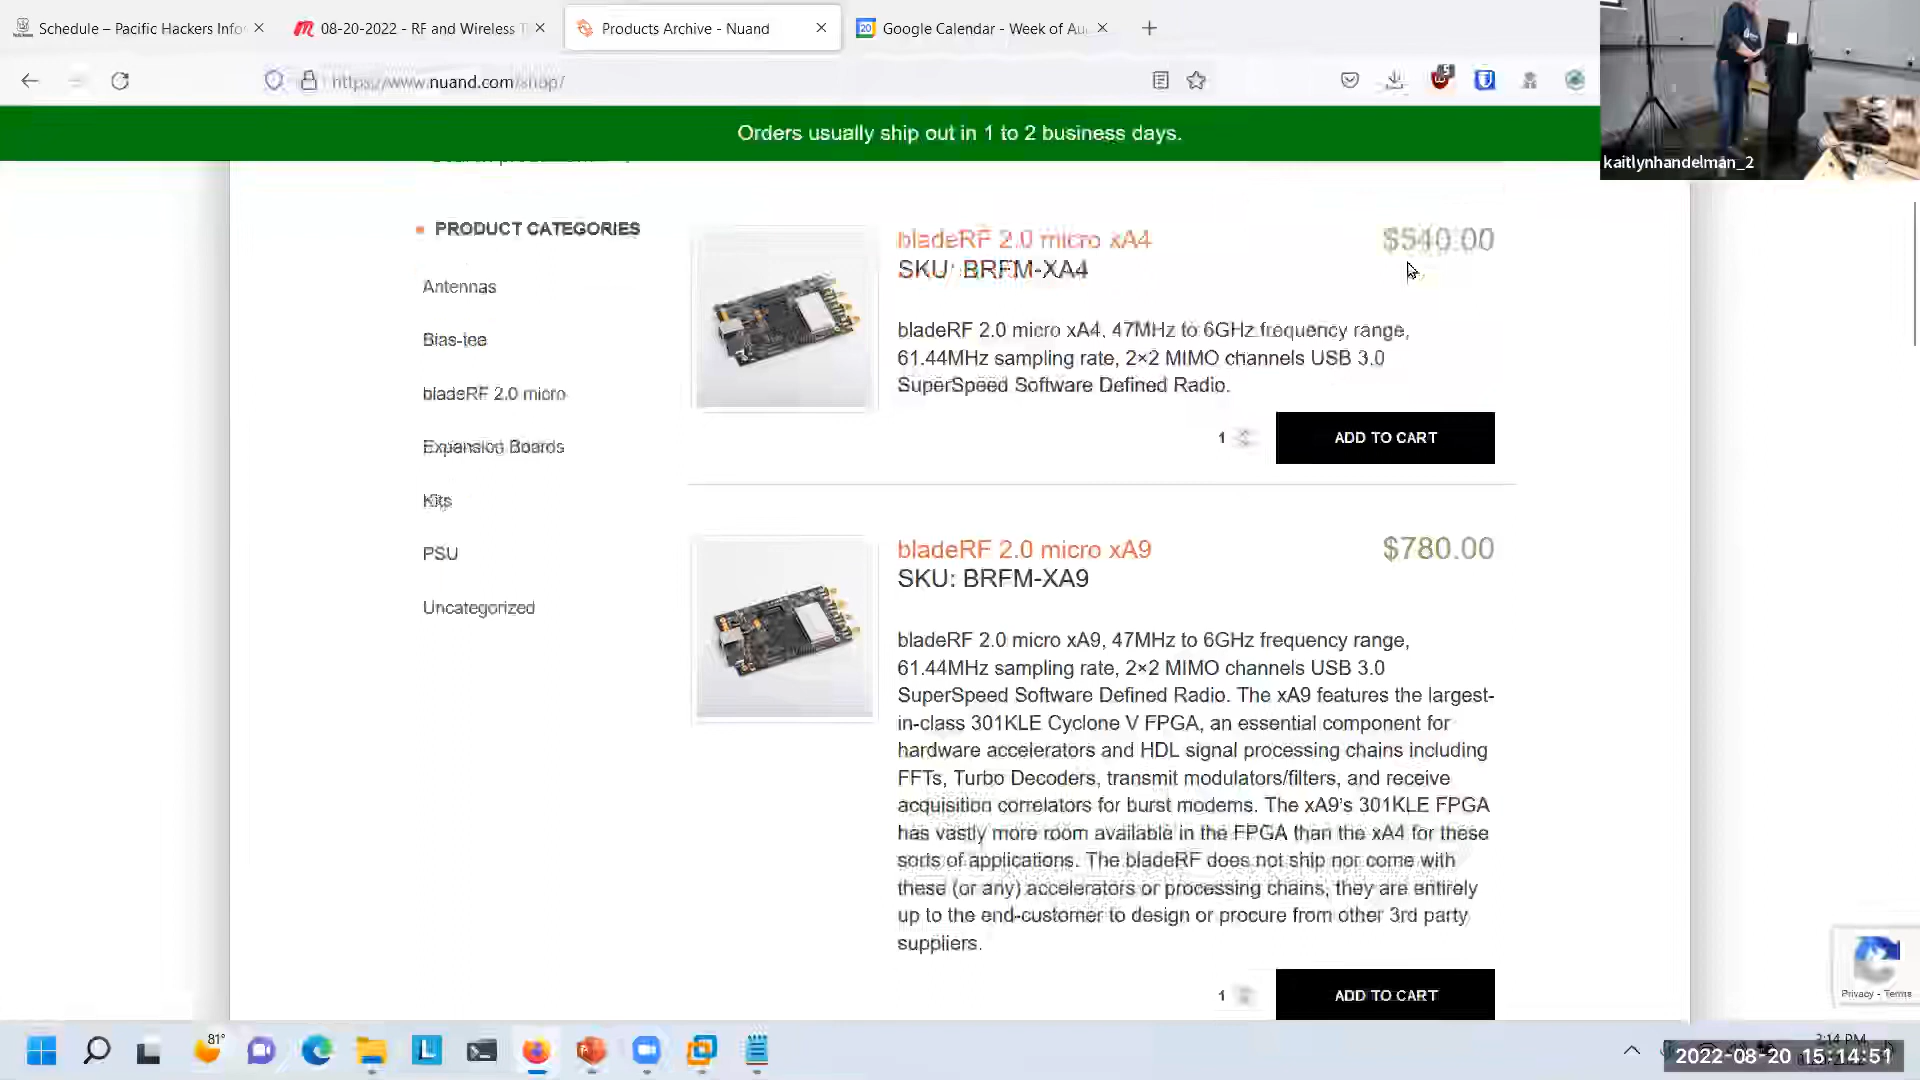 Schedule – Pacific Hackers Info
08-20-2022 - RF and Wireless T
Products Archive - Nuand
Google Calendar - Week of Au
https://www.nuand.com/shop/
5
Orders usually ship out in 1 to 2 business days.
kaitlynhandelman_2
PRODUCT CATEGORIES
Antennas
Bias-tee
bladeRF 2.0 micro
Expansion Boards
Kits
PSU
Uncategorized
bladeRF 2.0 micro xA4
$540.00
SKU: BRFM-XA4
bladeRF 2.0 micro xA4, 47MHz to 6GHz frequency range,
61.44MHz sampling rate, 2×2 MIMO channels USB 3.0
SuperSpeed Software Defined Radio.
1
ADD TO CART
bladeRF 2.0 micro xA9
$780.00
SKU: BRFM-XA9
bladeRF 2.0 micro xA9, 47MHz to 6GHz frequency range,
61.44MHz sampling rate, 2×2 MIMO channels USB 3.0
SuperSpeed Software Defined Radio. The xA9 features the largest-
in-class 301KLE Cyclone V FPGA, an essential component for
hardware accelerators and HDL signal processing chains including
FFTs, Turbo Decoders, transmit modulators/filters, and receive
acquisition correlators for burst modems. The xA9's 301KLE FPGA
has vastly more room available in the FPGA than the xA4 for these
sorts of applications. The bladeRF does not ship nor come with
these (or any) accelerators or processing chains, they are entirely
up to the end-customer to design or procure from other 3rd party
suppliers.
1
ADD TO CART
Privacy - Terms
81°
2:14 PM
2022-08-20 15:14:51